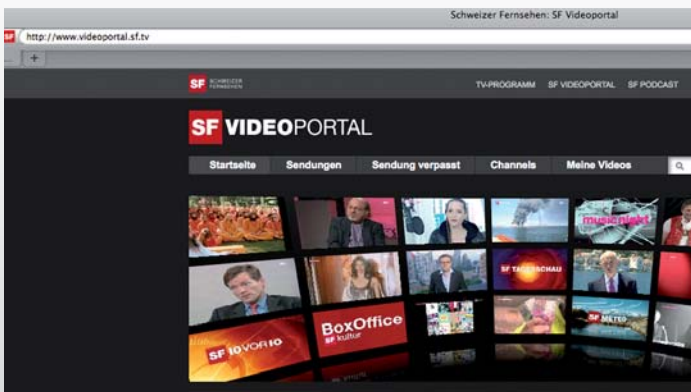 Schweizer Fernsehen: SF Videoportal
SF http://www.videoportal.sf.tv
... +
SF SCHWEIZER
FERNSEHEN
TV-PROGRAMM SF VIDEOPORTAL SF PODCAST
SF VIDEOPORTAL
Startseite Sendungen Sendung verpasst Channels Meine Videos
musicnight
SF TAGESSCHAU
SF 10VOR10
BoxOffice
SF kultur
SF METEO